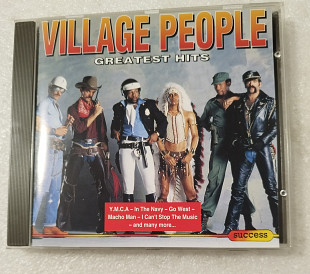 VILLAGE PEOPLE
GREATEST HITS
Y.M.C.A – In The Navy – Go West –
Macho Man – I Can't Stop The Music
– and many more...
success